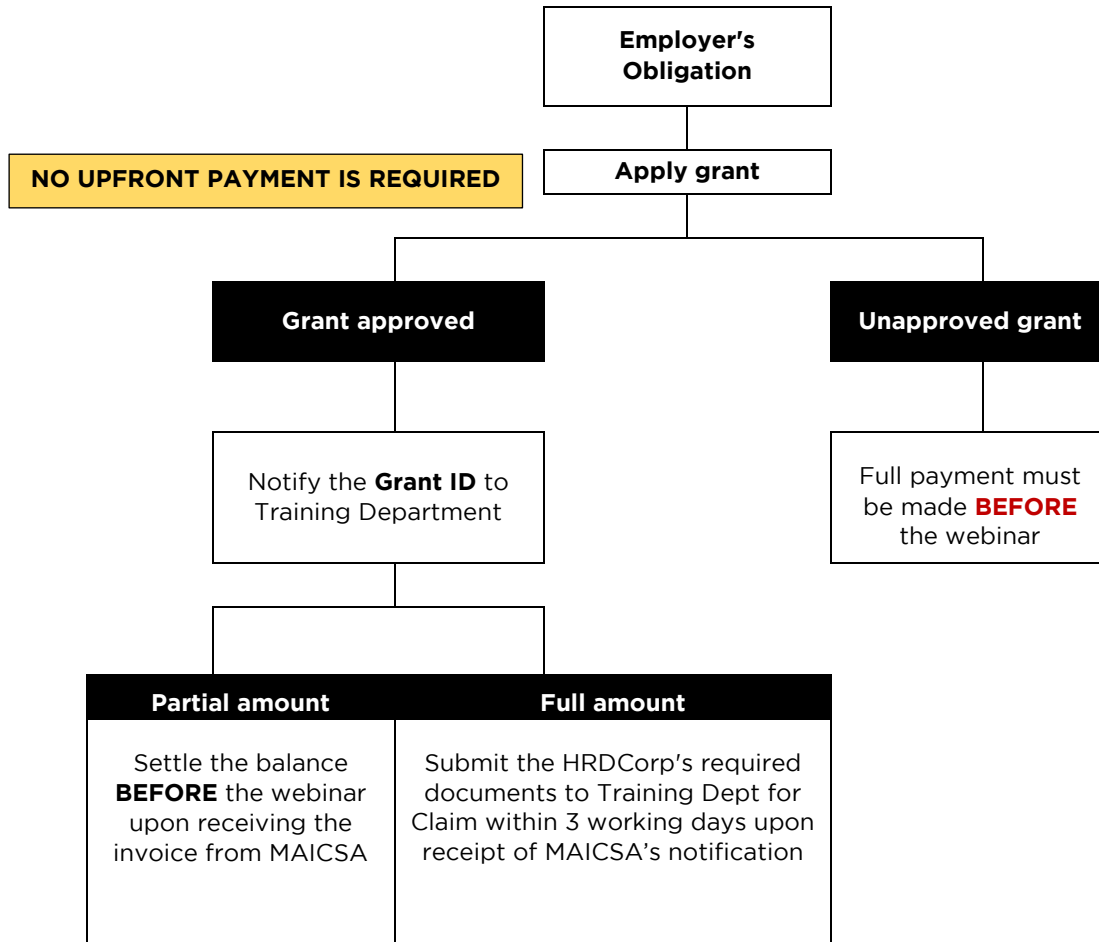 Employer's
Obligation
NO UPFRONT PAYMENT IS REQUIRED
Apply grant
Grant approved
Unapproved grant
Notify the Grant ID to
Training Department
Full payment must
be made BEFORE
the webinar
Partial amount
Full amount
Settle the balance
BEFORE the webinar
upon receiving the
invoice from MAICSA
Submit the HRDCorp's required
documents to Training Dept for
Claim within 3 working days upon
receipt of MAICSA’s notification